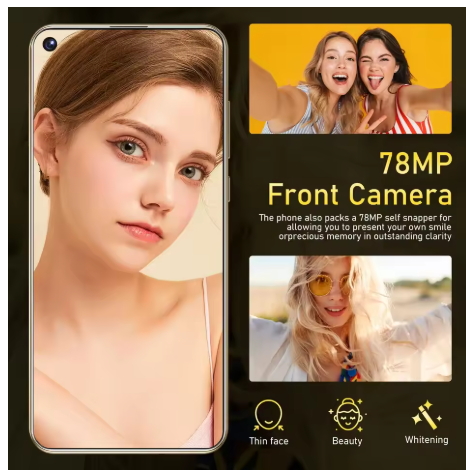 78MP
Front Camera
The phone also packs a 78MP self snapper for
allowing you to present your own smile
orprecious memory in outstanding clarity
Thin face
Beauty
Whitening